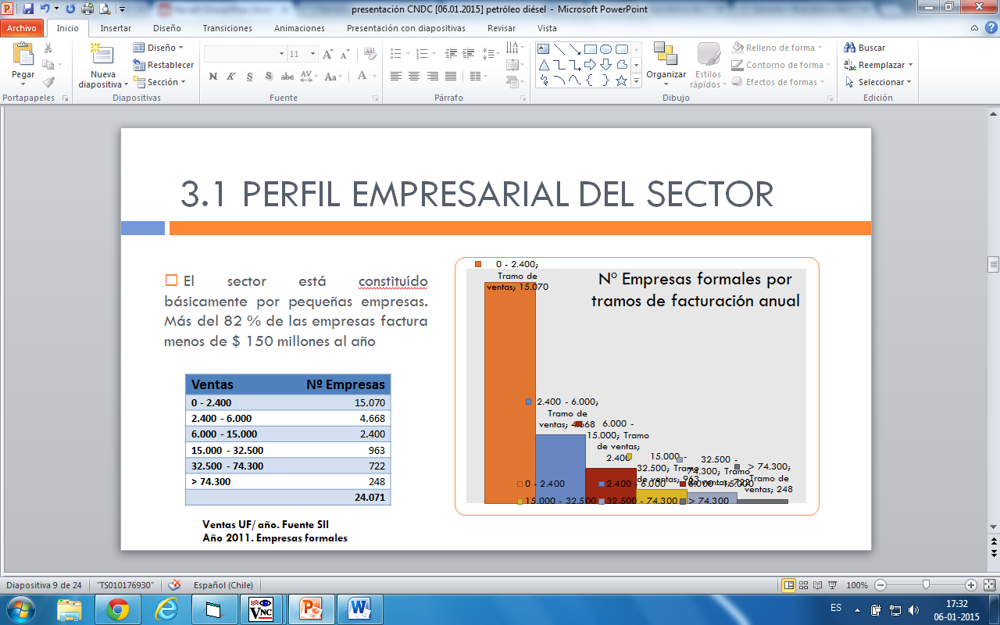 presentación CNDC [06.01.2015] petróleo diésel - Microsoft PowerPoint
Archivo Inicio Insertar Diseño Transiciones Animaciones Presentación con diapositivas Revisar Vista
Pegar
Portapapeles
Nueva diapositiva
Diseño
Restablecer
Sección
Diapositivas
11
N K S S abc AV Aa A
Fuente
Párrafo
Organizar
Estilos rápidos
Relleno de forma
Contorno de forma
Efectos de formas
Dibujo
Buscar
Reemplazar
Seleccionar
Edición
3.1 PERFIL EMPRESARIAL DEL SECTOR
El sector está constituído
básicamente por pequeñas empresas.
Más del 82 % de las empresas factura
menos de $ 150 millones al año
Ventas Nº Empresas
0 - 2.400 15.070
2.400 - 6.000 4.668
6.000 - 15.000 2.400
15.000 - 32.500 963
32.500 - 74.300 722
> 74.300 248
24.071
Ventas UF/ año. Fuente SII
Año 2011. Empresas formales
Nº Empresas formales por
tramos de facturación anual
0 - 2.400;
Tramo de
ventas; 15.070
2.400 - 6.000;
Tramo de
ventas; 4.668
6.000 -
15.000; Tramo
de ventas;
2.400
15.000 -
32.500; Tramo
de ventas; 963
32.500 -
74.300; Tramo
de ventas; 722
> 74.300;
Tramo de
ventas; 248
0 - 2.400 2.400 - 6.000 6.000 - 15.000
15.000 - 32.500 32.500 - 74.300 > 74.300
Diapositiva 9 de 24 "TS010176930" Español (Chile) 100%
VNC
ES
17:32
06-01-2015